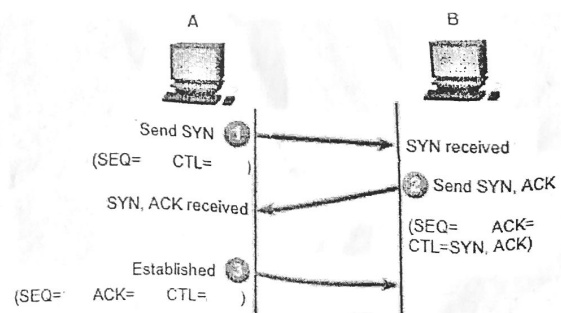 A
B
Send SYN 1
(SEQ= CTL= )
SYN received
2 Send SYN, ACK
SYN, ACK received
(SEQ= ACK=
CTL=SYN, ACK)
Established 3
(SEQ= ACK= CTL= )